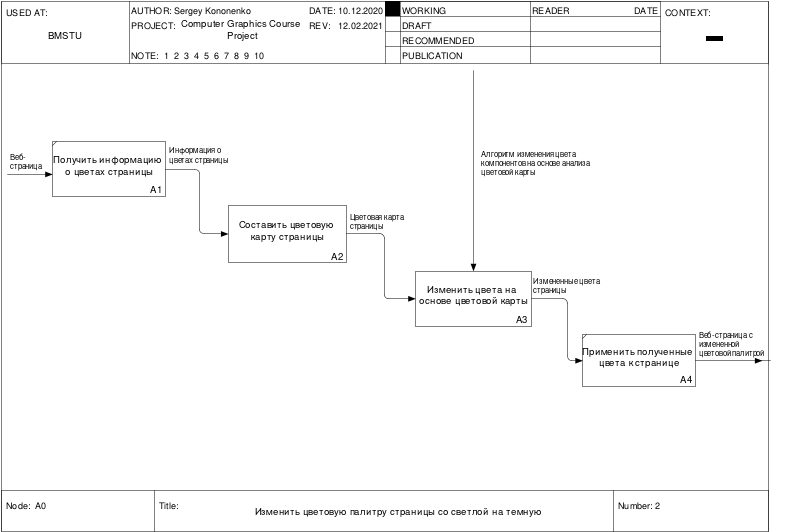 USED AT:
BMSTU
AUTHOR: Sergey Kononenko
DATE: 10.12.2020
PROJECT: Computer Graphics Course
Project
REV: 12.02.2021
NOTE: 1 2 3 4 5 6 7 8 9 10
WORKING
DRAFT
RECOMMENDED
PUBLICATION
READER
DATE
CONTEXT:
Веб-
страница
Получить информацию
о цветах страницы
A1
Информация о
цветах страницы
Составить цветовую
карту страницы
A2
Цветовая карта
страницы
Алгоритм изменения цвета
компонентов на основе анализа
цветовой карты
Изменить цвета на
основе цветовой карты
A3
Измененные цвета
страницы
Применить полученные
цвета к странице
A4
Веб-страница с
измененной
цветовой палитрой
Node: A0
Title:
Изменить цветовую палитру страницы со светлой на темную
Number: 2